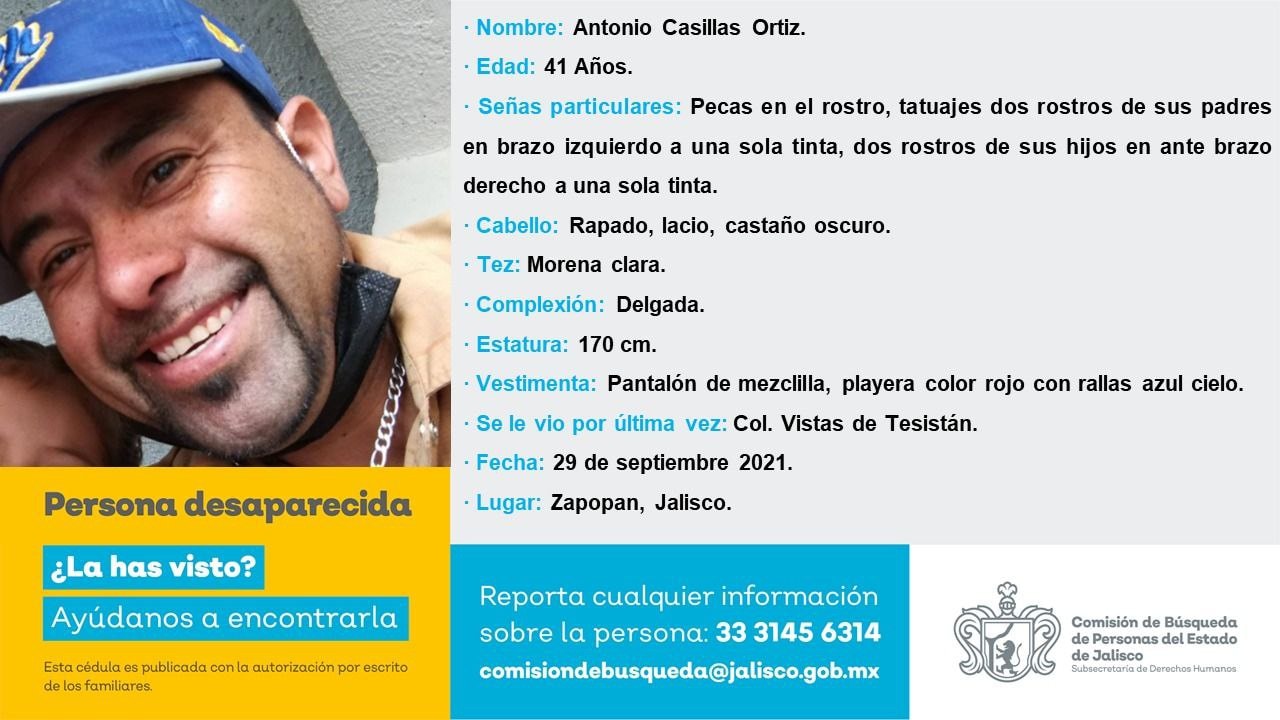 · Nombre: Antonio Casillas Ortiz.
· Edad: 41 Años.
· Señas particulares: Pecas en el rostro, tatuajes dos rostros de sus padres
en brazo izquierdo a una sola tinta, dos rostros de sus hijos en ante brazo
derecho a una sola tinta.
· Cabello: Rapado, lacio, castaño oscuro.
· Tez: Morena clara.
· Complexión: Delgada.
· Estatura: 170 cm.
· Vestimenta: Pantalón de mezclilla, playera color rojo con rallas azul cielo.
· Se le vio por última vez: Col. Vistas de Tesistán.
· Fecha: 29 de septiembre 2021.
· Lugar: Zapopan, Jalisco.
Persona desaparecida
¿La has visto?
Ayúdanos a encontrarla
Esta cédula es publicada con la autorización por escrito
de los familiares.
Reporta cualquier información
sobre la persona: 33 3145 6314
comisiondebusqueda@jalisco.gob.mx
Comisión de Búsqueda
de Personas del Estado
de Jalisco
Subsecretaría de Derechos Humanos